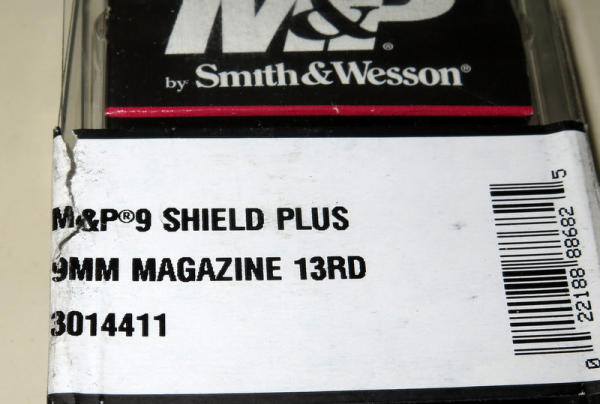 M&P®
by Smith&Wesson®
M&P®9 SHIELD PLUS
9MM MAGAZINE 13RD
3014411
0 22188 88682 5